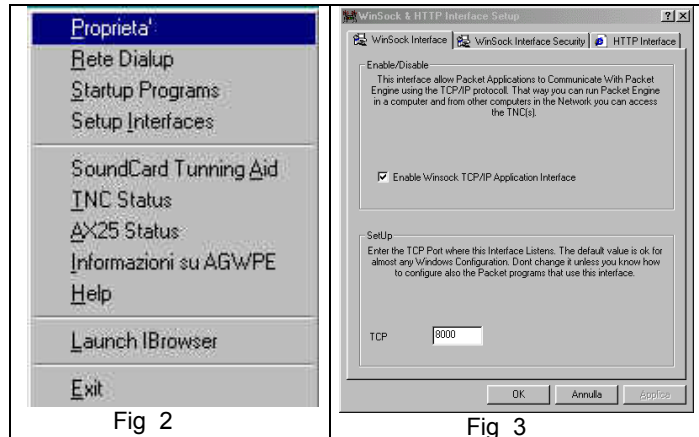 Proprieta'
Rete Dialup
Startup Programs
Setup Interfaces
SoundCard Tunning Aid
TNC Status
AX25 Status
Informazioni su AGWPE
Help
Launch IBrowser
Exit
Fig 2
WinSock & HTTP Interface Setup
WinSock Interface
WinSock Interface Security
HTTP Interface
Enable/Disable
This interface allow Packet Applications to Communicate With Packet
Engine using the TCP/IP protocoll. That way you can run Packet Engine
in a computer and from other computers in the Network you can access
the TNC(s).
Enable Winsock TCP/IP Application Interface
SetUp
Enter the TCP Port where this Interface Listens. The default value is ok for
almost any Windows Configuration. Dont change it unless you know how
to configure also the Packet programs that use this interface.
TCP 8000
OK Annulla Applica
Fig 3